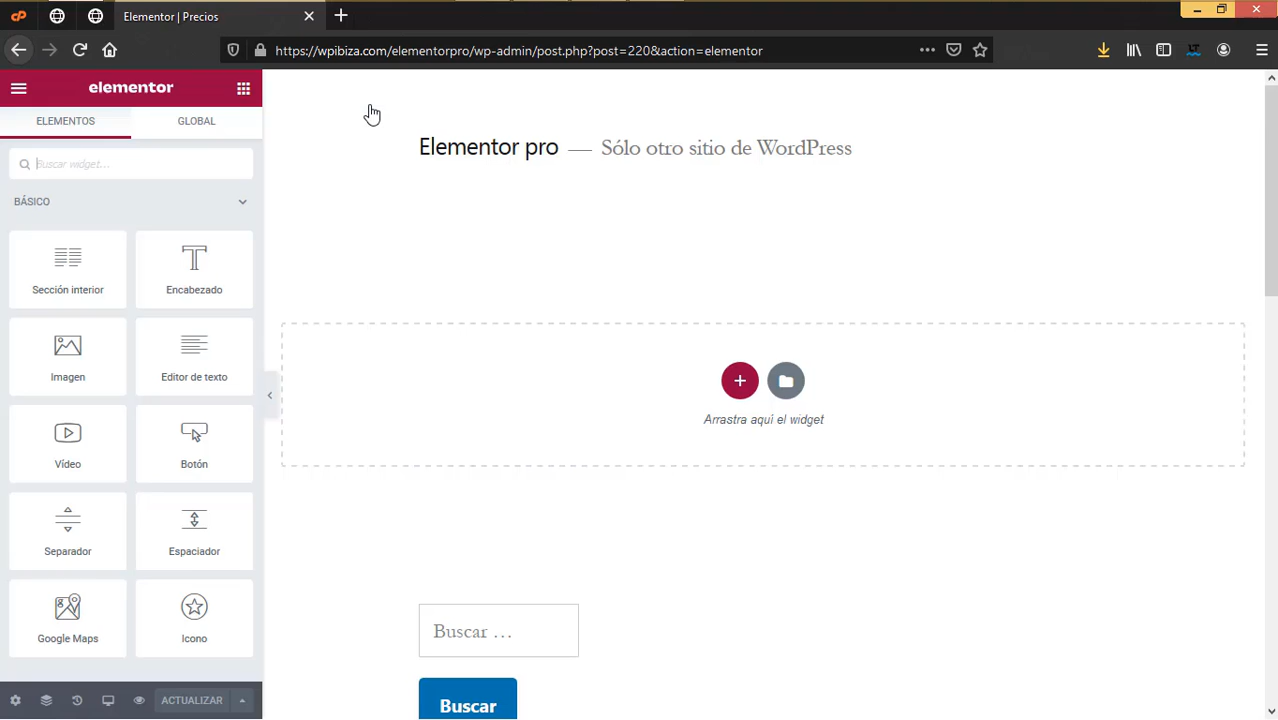 Elementor | Precios
https://wpibiza.com/elementorpro/wp-admin/post.php?post=220&action=elementor
elementor
ELEMENTOS
GLOBAL
Buscar widget...
BÁSICO
Sección interior
Encabezado
Imagen
Editor de texto
Vídeo
Botón
Separador
Espaciador
Google Maps
Icono
ACTUALIZAR
Elementor pro — Sólo otro sitio de WordPress
Arrastra aquí el widget
Buscar …
Buscar